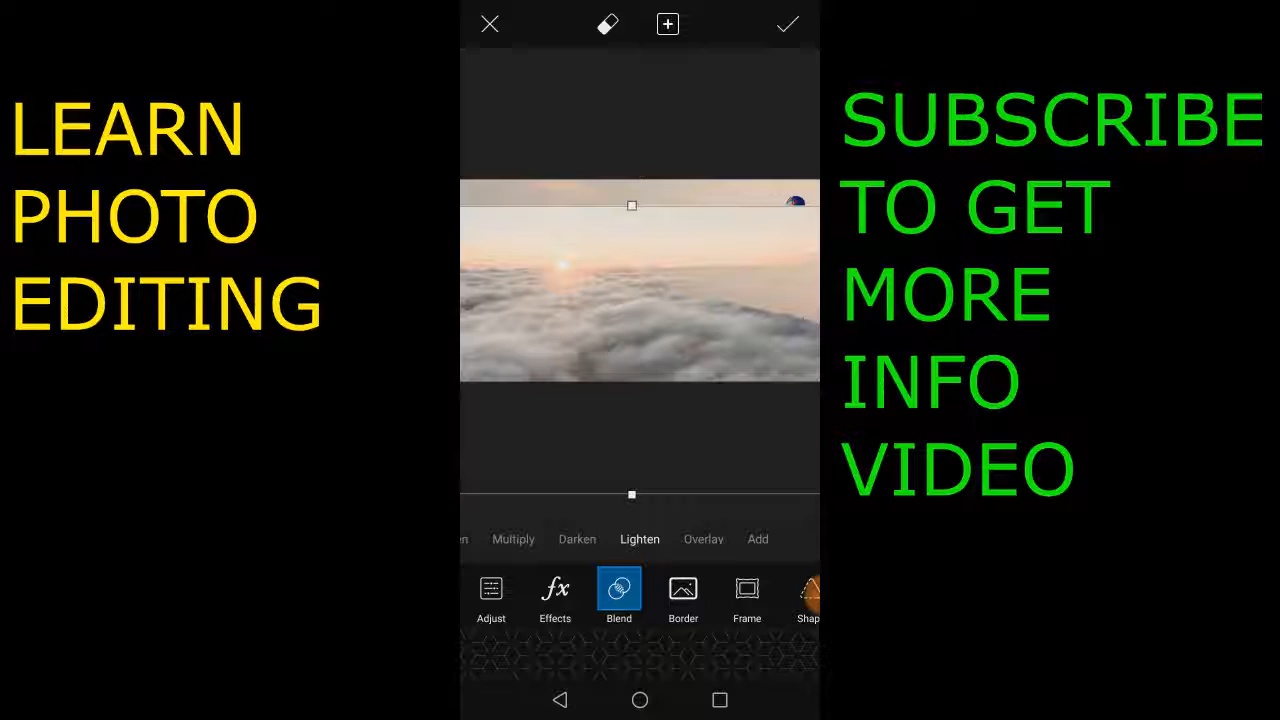 LEARN
PHOTO
EDITING
SUBSCRIBE
TO GET
MORE
INFO
VIDEO
en Multiply Darken Lighten Overlay Add
Adjust Effects Blend Border Frame Shap